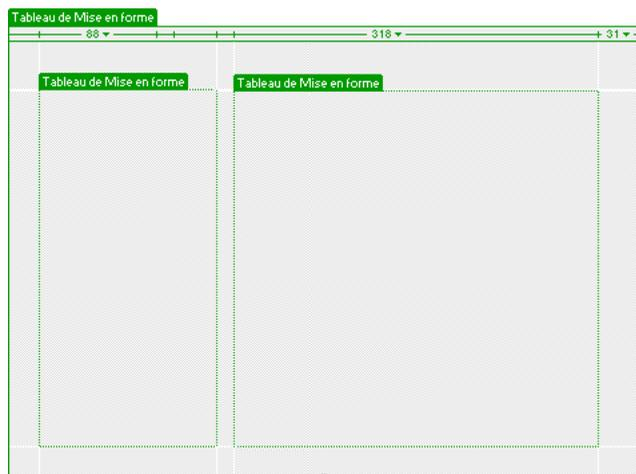 Tableau de Mise en forme
88 318 31
Tableau de Mise en forme Tableau de Mise en forme